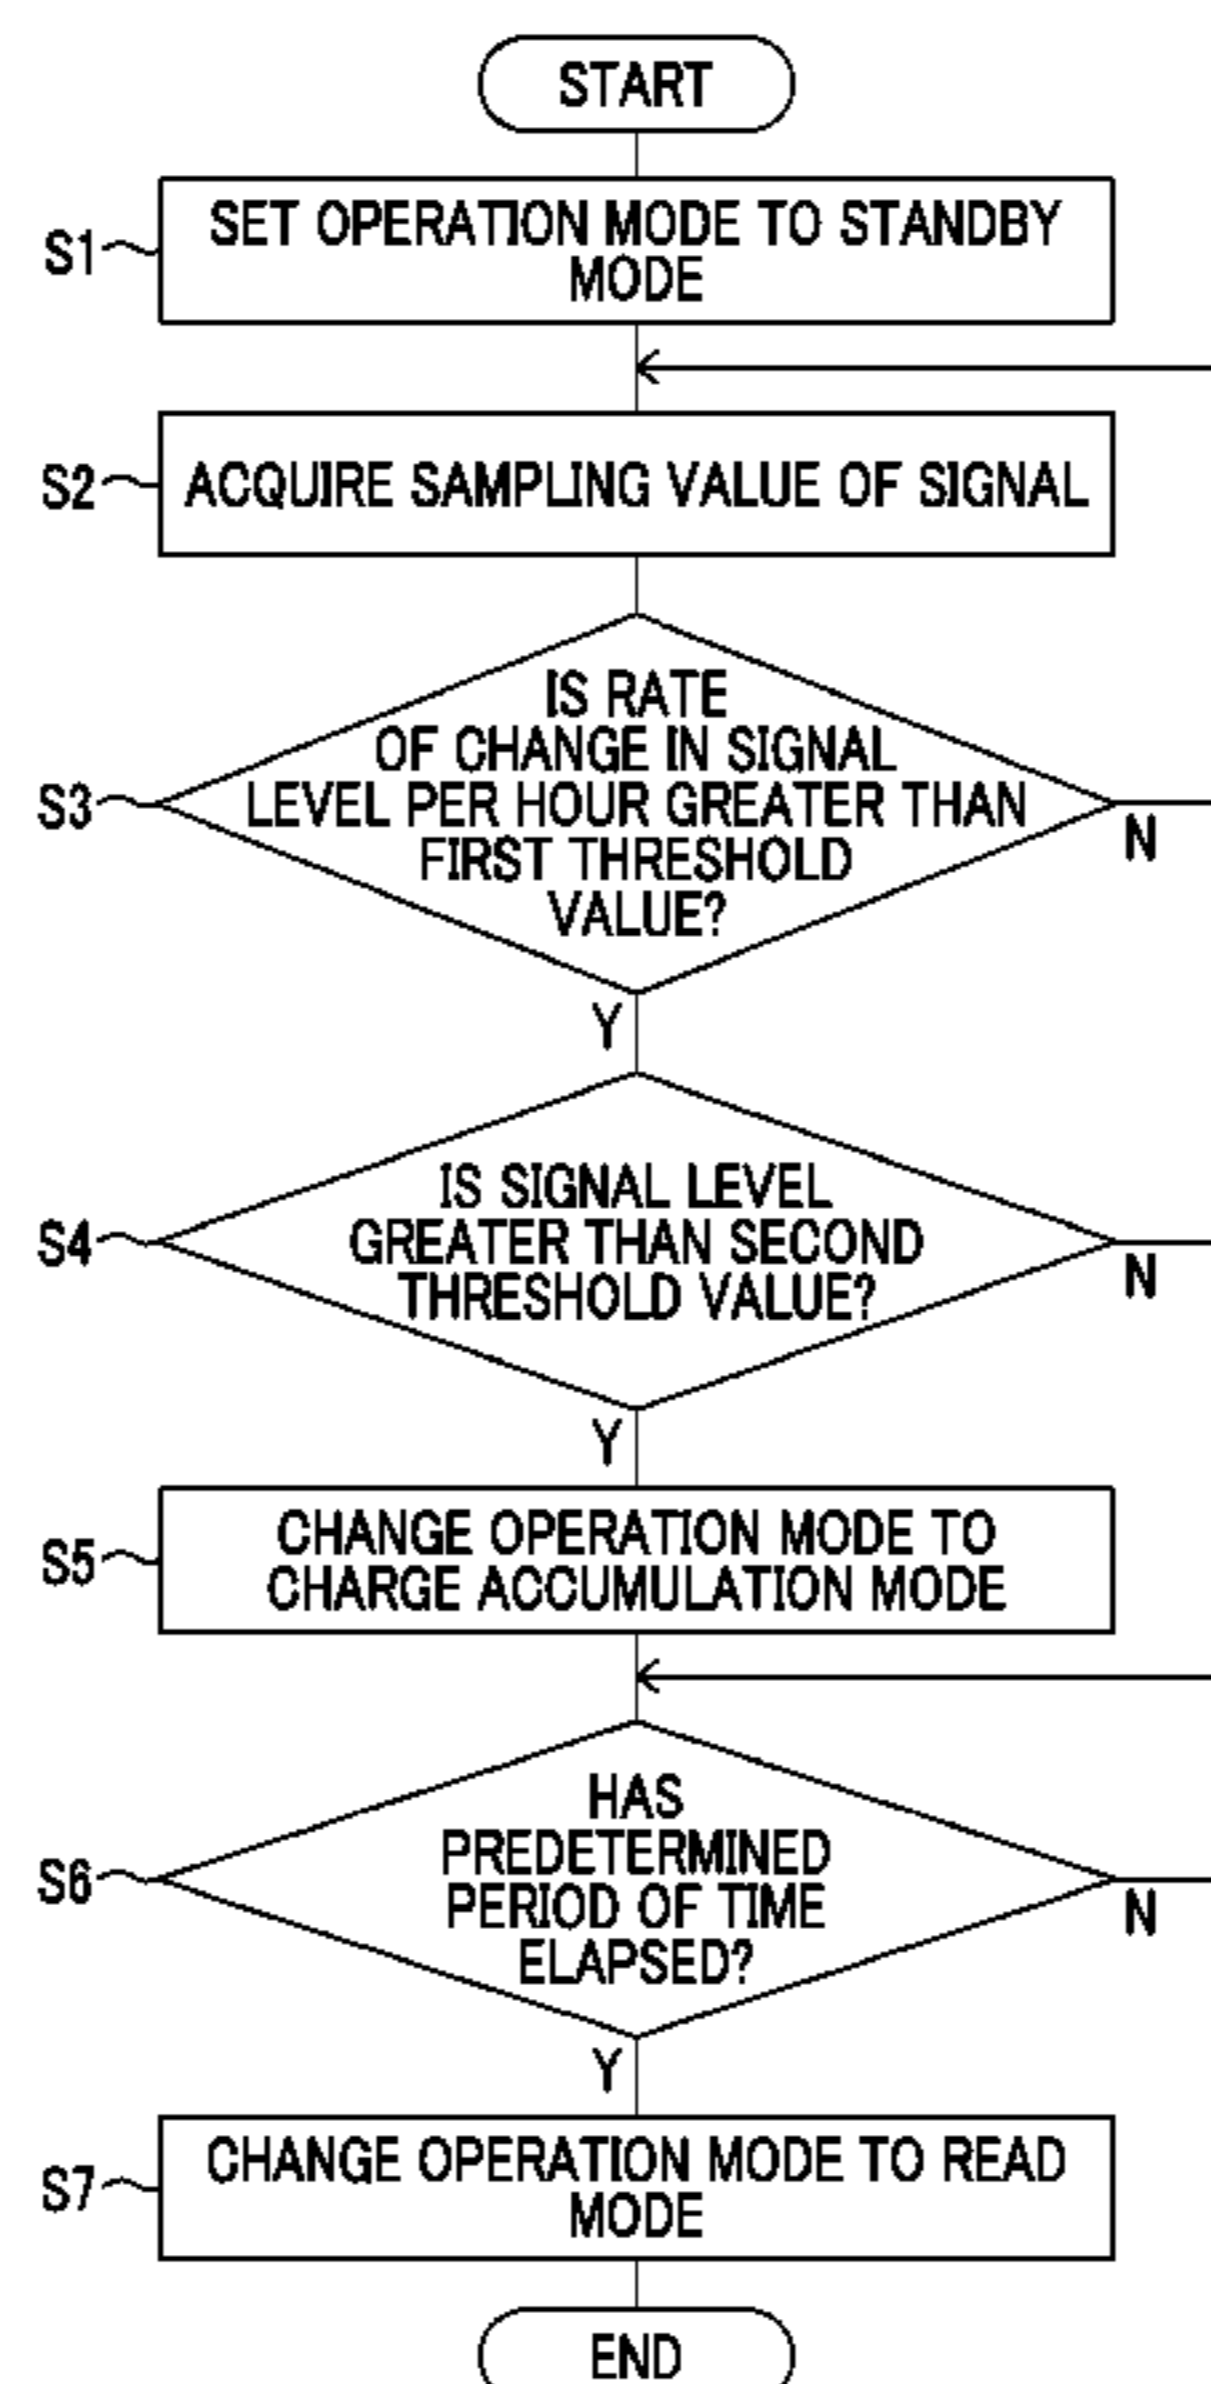 START
S1
SET OPERATION MODE TO STANDBY
MODE
S2
ACQUIRE SAMPLING VALUE OF SIGNAL
S3
IS RATE
OF CHANGE IN SIGNAL
LEVEL PER HOUR GREATER THAN
FIRST THRESHOLD
VALUE?
N
Y
S4
IS SIGNAL LEVEL
GREATER THAN SECOND
THRESHOLD VALUE?
N
Y
S5
CHANGE OPERATION MODE TO
CHARGE ACCUMULATION MODE
S6
HAS
PREDETERMINED
PERIOD OF TIME
ELAPSED?
N
Y
S7
CHANGE OPERATION MODE TO READ
MODE
END